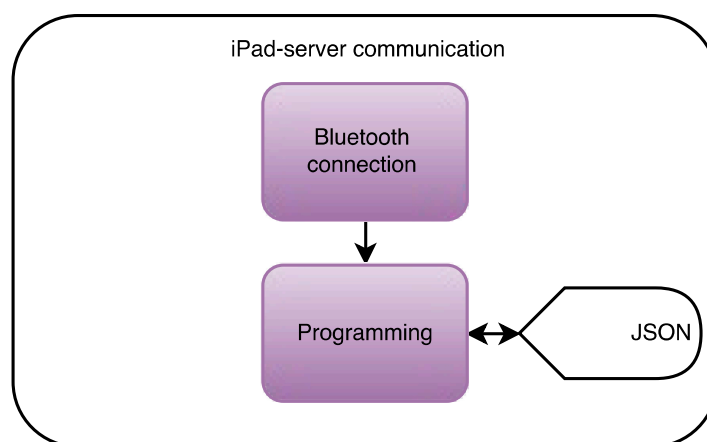 iPad-server communication
Bluetooth
connection
Programming
JSON